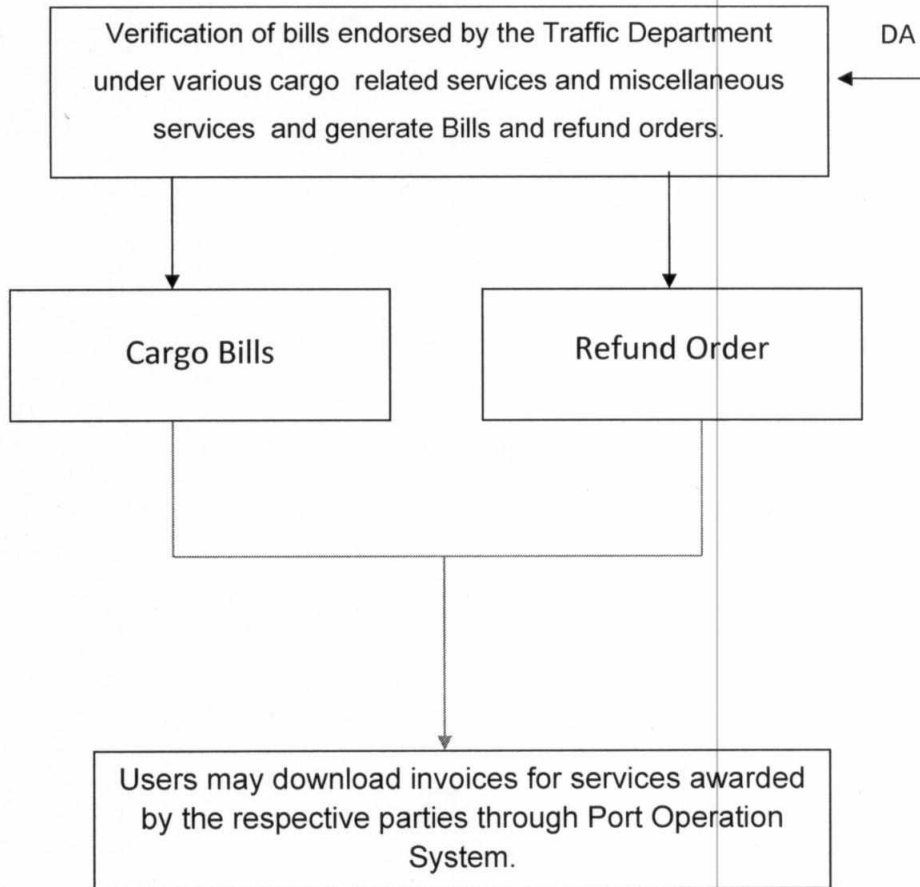 Verification of bills endorsed by the Traffic Department
under various cargo related services and miscellaneous
services and generate Bills and refund orders.
DA
Cargo Bills
Refund Order
Users may download invoices for services awarded
by the respective parties through Port Operation
System.